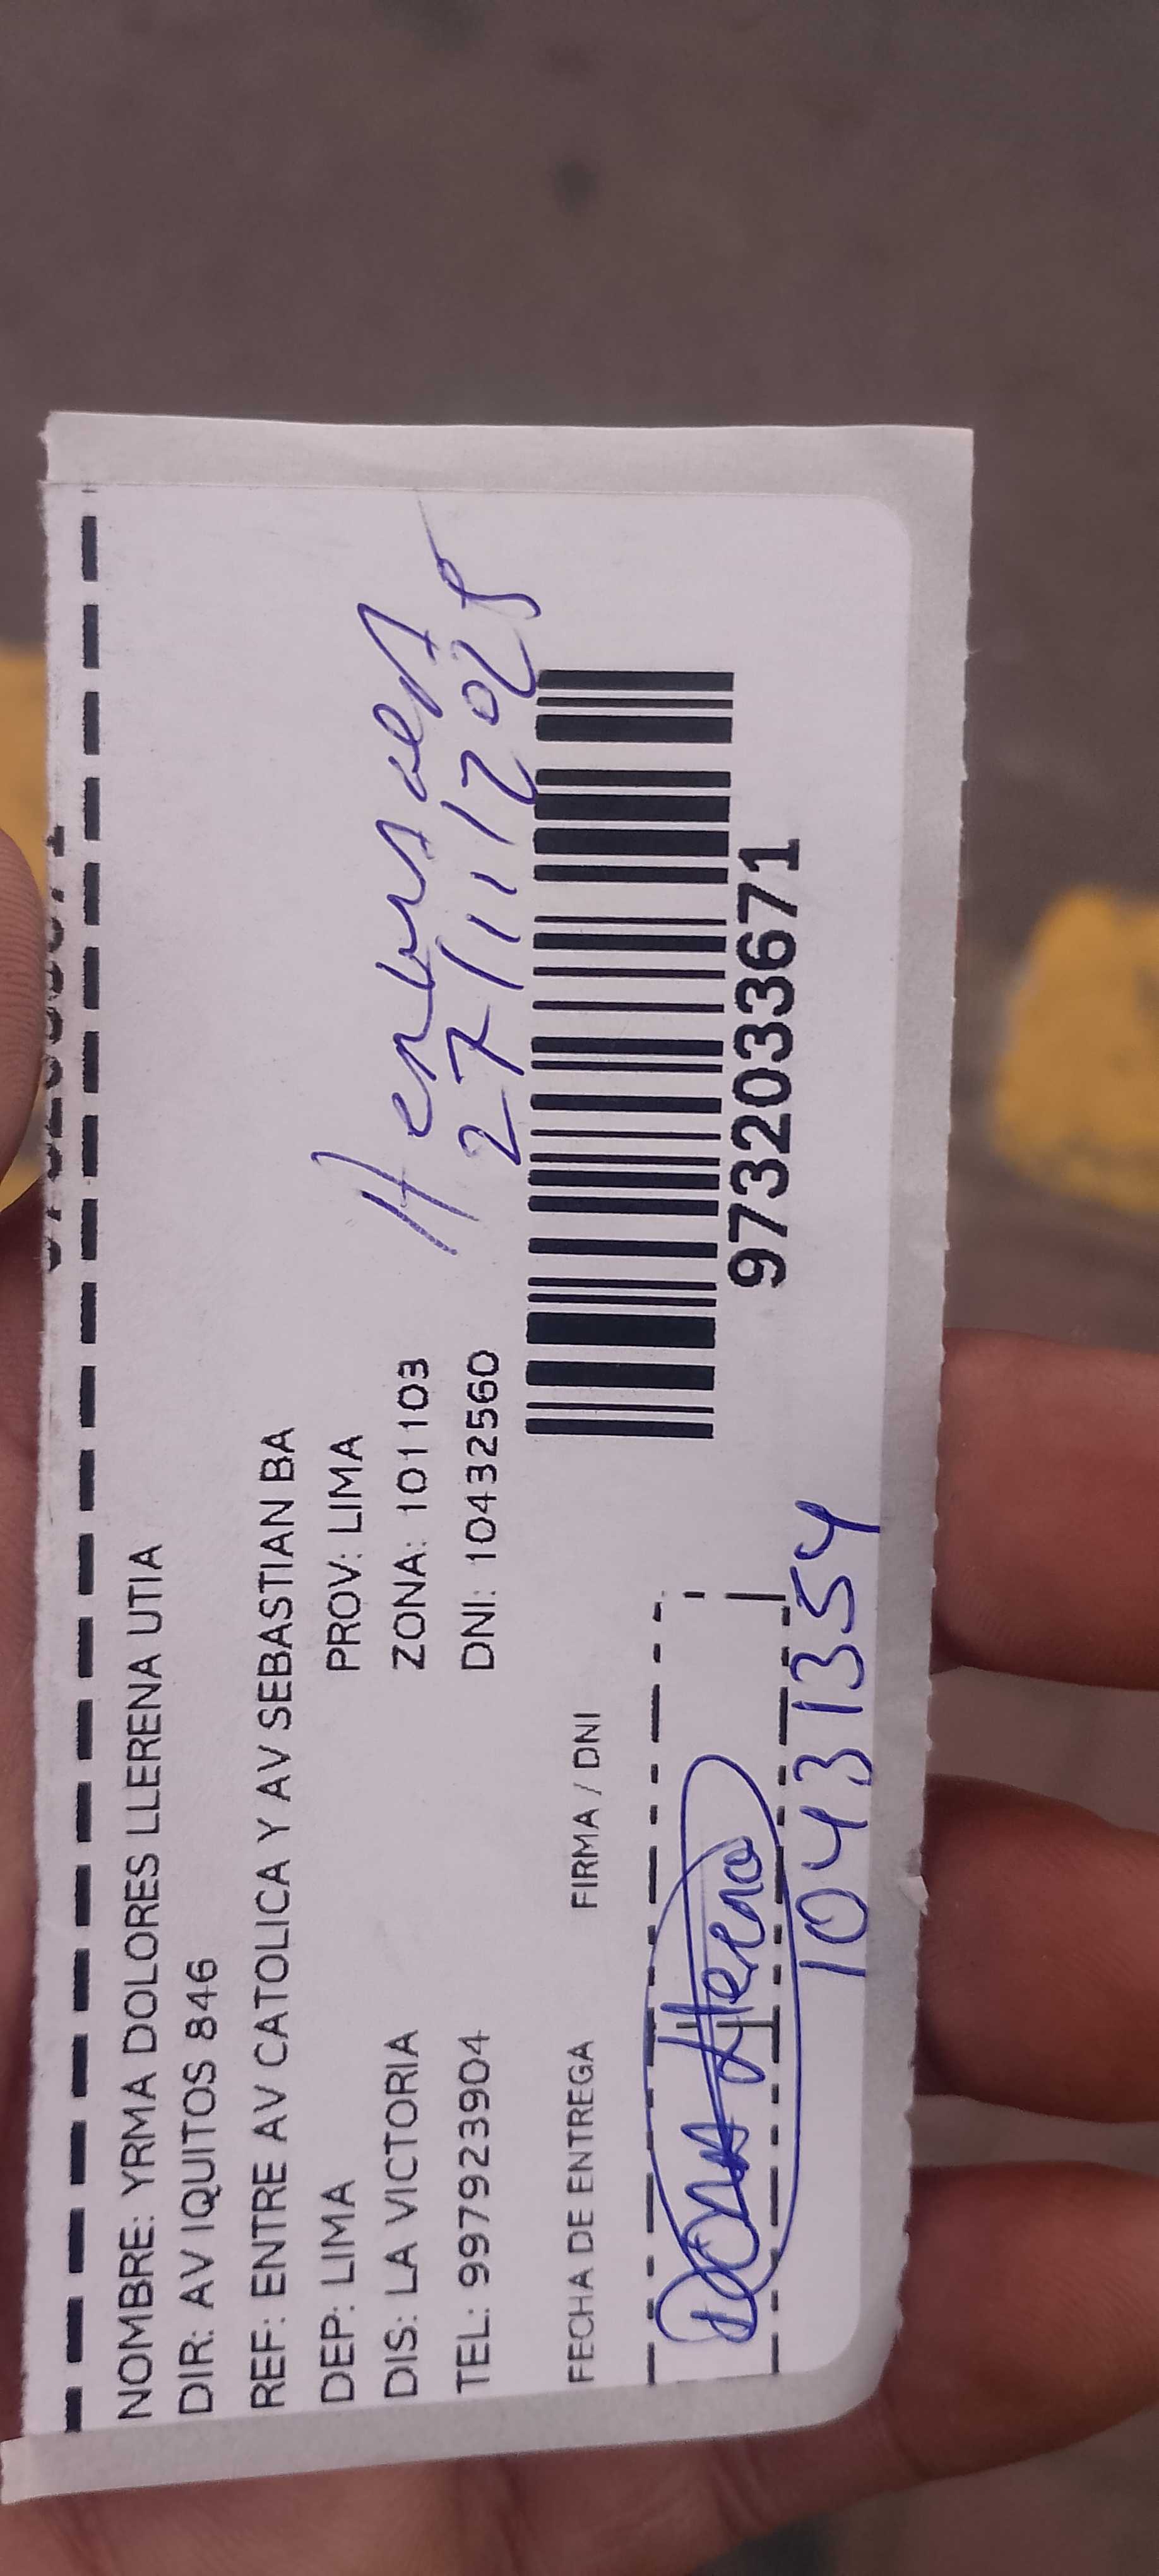 NOMBRE: YRMA DOLORES LLERENA UTIA
DIR: AV IQUITOS 846
REF: ENTRE AV CATOLICA Y AV SEBASTIAN BA
DEP: LIMA PROV: LIMA
DIS: LA VICTORIA ZONA: 101103
TEL: 997923904 DNI: 10432560
27/11/2025
FECHA DE ENTREGA FIRMA / DNI
9732033671
Llerena
10431354